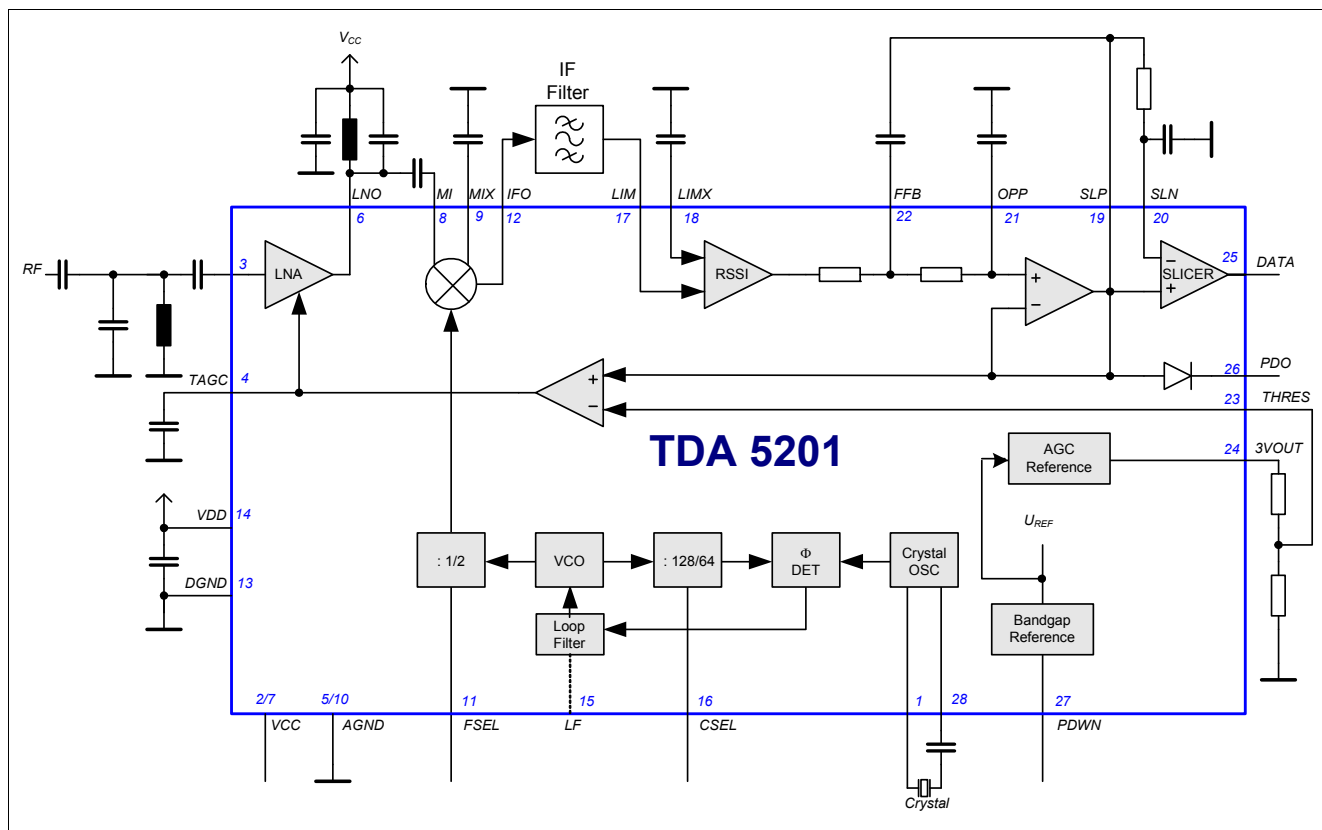 VCC
IF
Filter
LNO
MI
MIX
IFO
LIM
LIMX
FFB
OPP
SLP
SLN
6
8
9
12
17
18
22
21
19
20
RF
3
LNA
RSSI
+
−
−
SLICER
+
25
DATA
TAGC
4
+
−
26
PDO
23
THRES
TDA 5201
AGC
Reference
24
3VOUT
VDD
14
UREF
: 1/2
VCO
: 128/64
Φ
DET
Crystal
OSC
DGND
13
Loop
Filter
Bandgap
Reference
2/7
5/10
11
15
16
1
28
27
VCC
AGND
FSEL
LF
CSEL
PDWN
Crystal